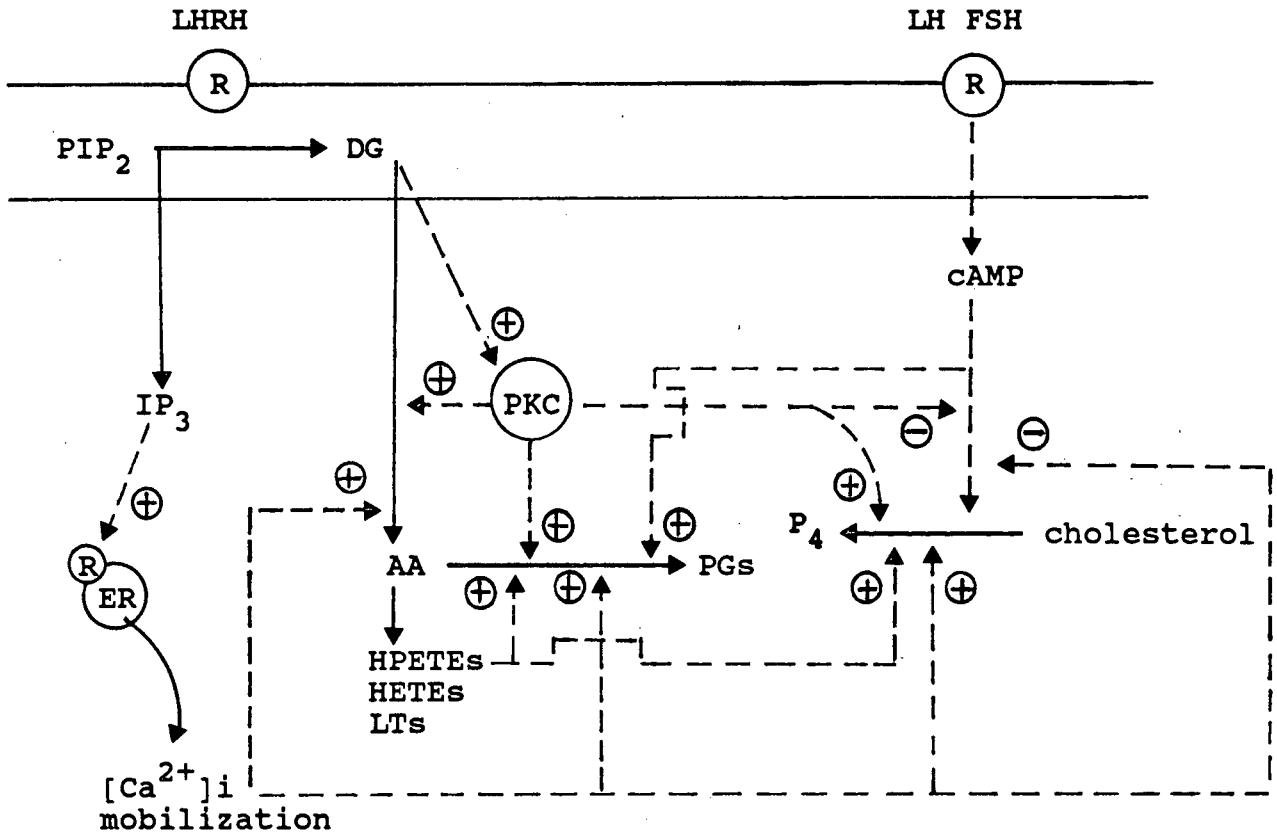 LHRH
LH FSH
R
R
PIP2
DG
cAMP
+
+
PKC
IP3
−
−
+
+
+
+
+
P4
cholesterol
R
ER
AA
PGs
+
+
+
+
HPETEs
HETEs
LTs
[Ca2+]i
mobilization